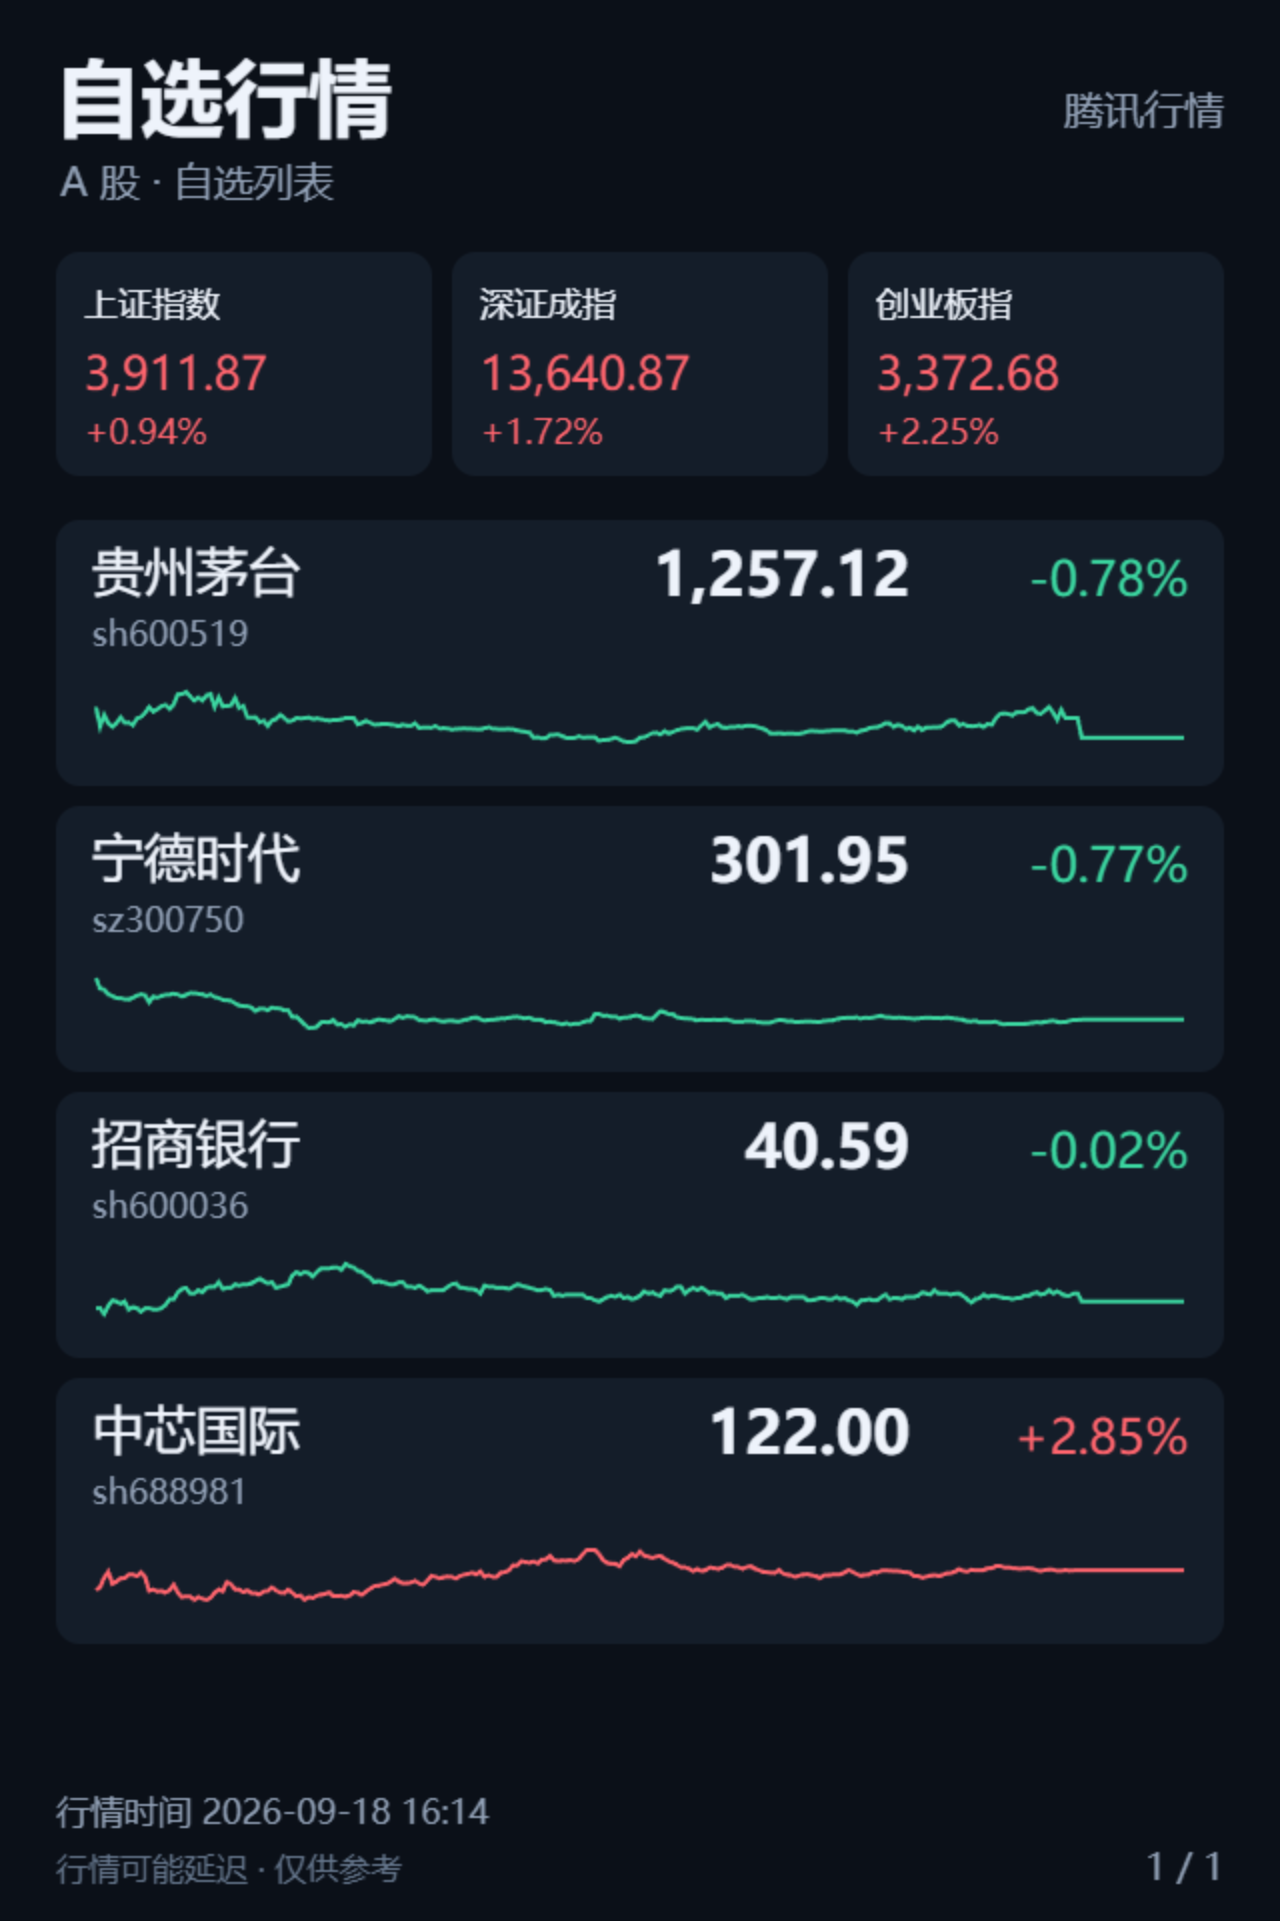 自选行情
腾讯行情
A 股 · 自选列表
上证指数
3,911.87
+0.94%
深证成指
13,640.87
+1.72%
创业板指
3,372.68
+2.25%
贵州茅台 1,257.12 -0.78%
sh600519
宁德时代 301.95 -0.77%
sz300750
招商银行 40.59 -0.02%
sh600036
中芯国际 122.00 +2.85%
sh688981
行情时间 2026-09-18 16:14
行情可能延迟 · 仅供参考
1 / 1